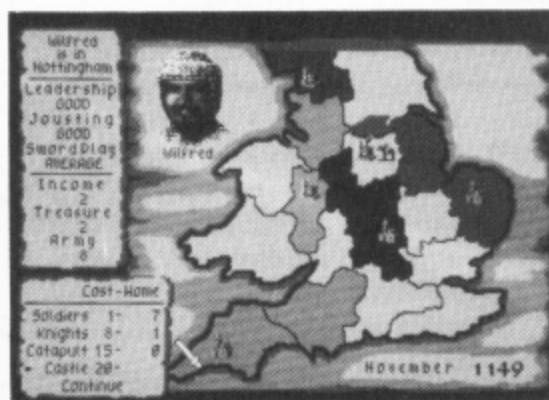 Wilfred
is in
Nottingham
Leadership
GOOD
Jousting
GOOD
SwordPlay
AVERAGE
Income
2
Treasure
2
Army
8
Wilfred
Cost-Home
Soldiers 1- 7
Knights 8- 1
Catapult 15- 0
Castle 20-
Continue
November 1149